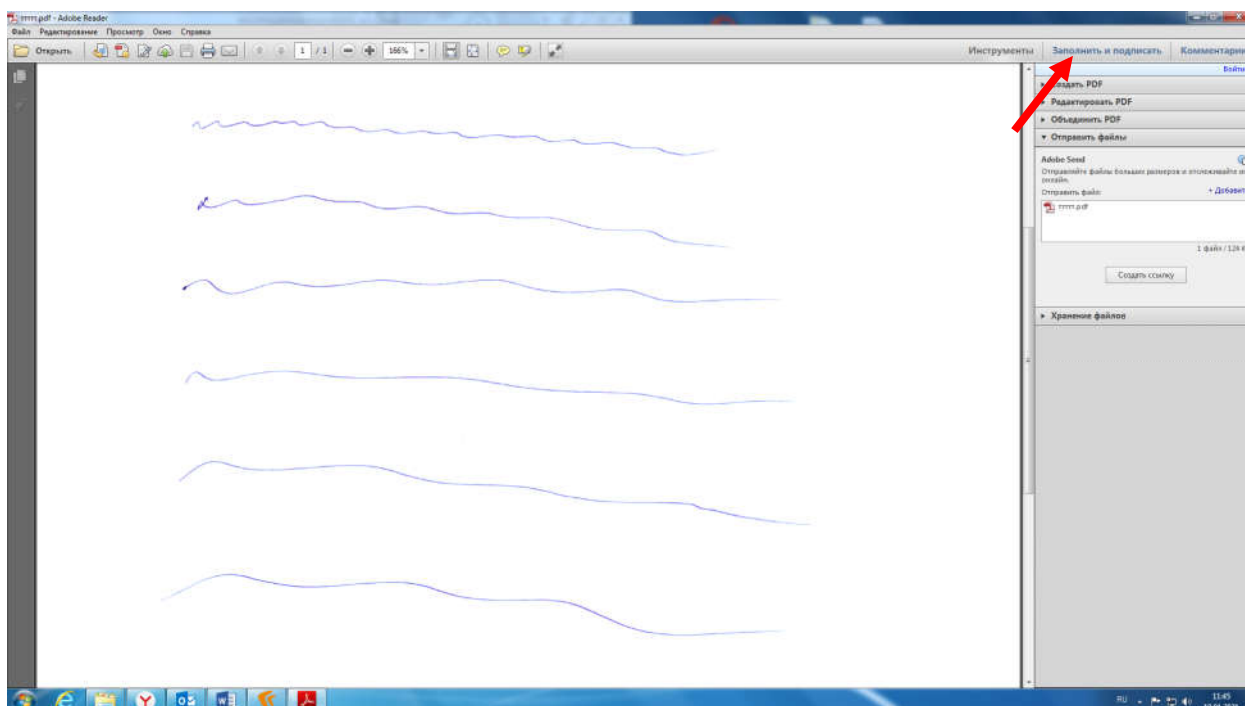 rrrrr.pdf - Adobe Reader
Файл Редактирование Просмотр Окно Справка
Открыть 1 / 1 166% Инструменты Заполнить и подписать Комментарии
Войти
Создать PDF
Редактировать PDF
Объединить PDF
Отправить файлы
Adobe Send
Отправляйте файлы больших размеров и отслеживайте их
онлайн.
Отправить файл: + Добавить
rrrrr.pdf
1 файл / 124 К
Создать ссылку
Хранение файлов
RU 11:45